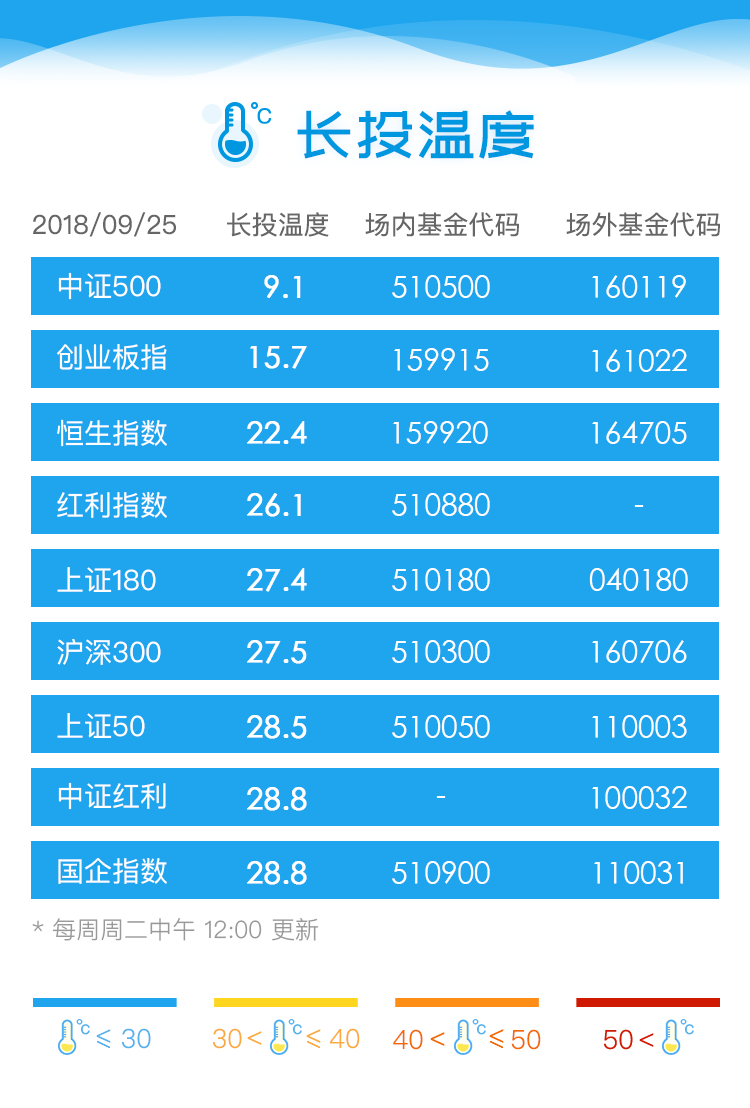 °C 长投温度
2018/09/25 长投温度 场内基金代码 场外基金代码
中证500 9.1 510500 160119
创业板指 15.7 159915 161022
恒生指数 22.4 159920 164705
红利指数 26.1 510880 -
上证180 27.4 510180 040180
沪深300 27.5 510300 160706
上证50 28.5 510050 110003
中证红利 28.8 - 100032
国企指数 28.8 510900 110031
* 每周周二中午 12:00 更新
°C ≤ 30 30 < °C ≤ 40 40 < °C ≤ 50 50 < °C